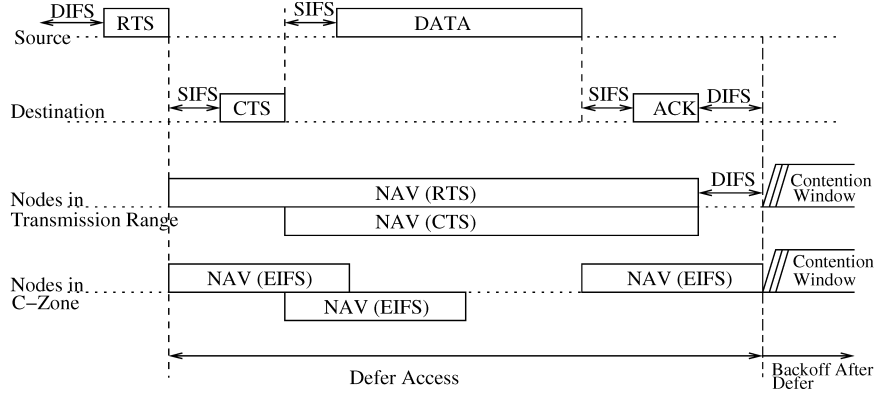 DIFS
RTS
SIFS
DATA
Source
SIFS
CTS
SIFS
ACK
DIFS
Destination
NAV (RTS)
DIFS
Contention
Window
Nodes in
Transmission Range
NAV (CTS)
NAV (EIFS)
NAV (EIFS)
Contention
Window
Nodes in
C−Zone
NAV (EIFS)
Defer Access
Backoff After
Defer